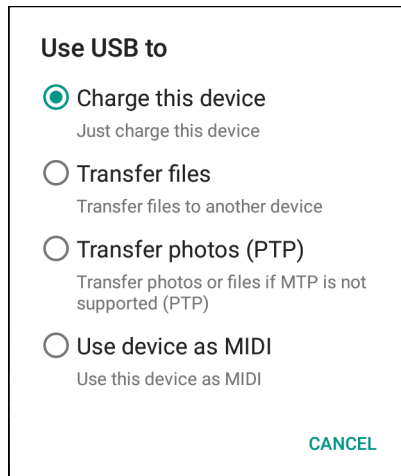 Use USB to
Charge this device
Just charge this device
Transfer files
Transfer files to another device
Transfer photos (PTP)
Transfer photos or files if MTP is not
supported (PTP)
Use device as MIDI
Use this device as MIDI
CANCEL